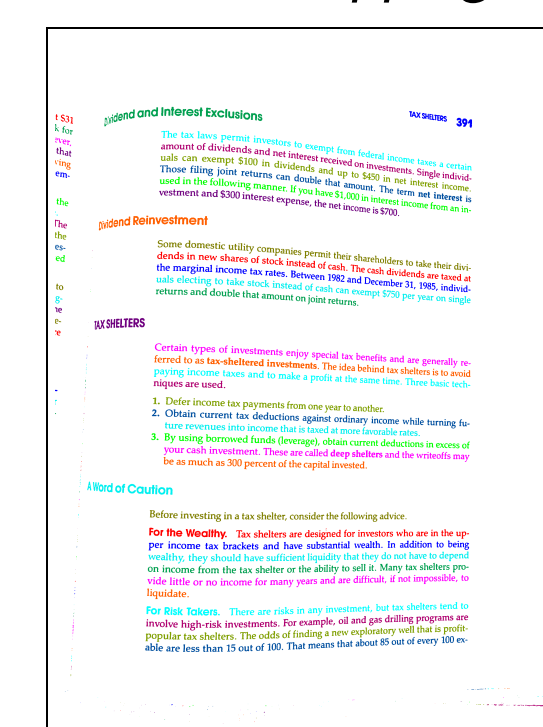 TAX SHELTERS 391
t $31
k for
ever,
that
ving
em-
the
The
the
es-
ed
to
g-
ne
e-
re
Dividend and Interest Exclusions
The tax laws permit investors to exempt from federal income taxes a certain
amount of dividends and net interest received on investments. Single individ-
uals can exempt $100 in dividends and up to $450 in net interest income.
Those filing joint returns can double that amount. The term net interest is
used in the following manner. If you have $1,000 in interest income from an in-
vestment and $300 interest expense, the net income is $700.
Dividend Reinvestment
Some domestic utility companies permit their shareholders to take their divi-
dends in new shares of stock instead of cash. The cash dividends are taxed at
the marginal income tax rates. Between 1982 and December 31, 1985, individ-
uals electing to take stock instead of cash can exempt $750 per year on single
returns and double that amount on joint returns.
TAX SHELTERS
Certain types of investments enjoy special tax benefits and are generally re-
ferred to as tax-sheltered investments. The idea behind tax shelters is to avoid
paying income taxes and to make a profit at the same time. Three basic tech-
niques are used.
1. Defer income tax payments from one year to another.
2. Obtain current tax deductions against ordinary income while turning fu-
ture revenues into income that is taxed at more favorable rates.
3. By using borrowed funds (leverage), obtain current deductions in excess of
your cash investment. These are called deep shelters and the writeoffs may
be as much as 300 percent of the capital invested.
A Word of Caution
Before investing in a tax shelter, consider the following advice.
For the Wealthy. Tax shelters are designed for investors who are in the up-
per income tax brackets and have substantial wealth. In addition to being
wealthy, they should have sufficient liquidity that they do not have to depend
on income from the tax shelter or the ability to sell it. Many tax shelters pro-
vide little or no income for many years and are difficult, if not impossible, to
liquidate.
For Risk Takers. There are risks in any investment, but tax shelters tend to
involve high-risk investments. For example, oil and gas drilling programs are
popular tax shelters. The odds of finding a new exploratory well that is profit-
able are less than 15 out of 100. That means that about 85 out of every 100 ex-